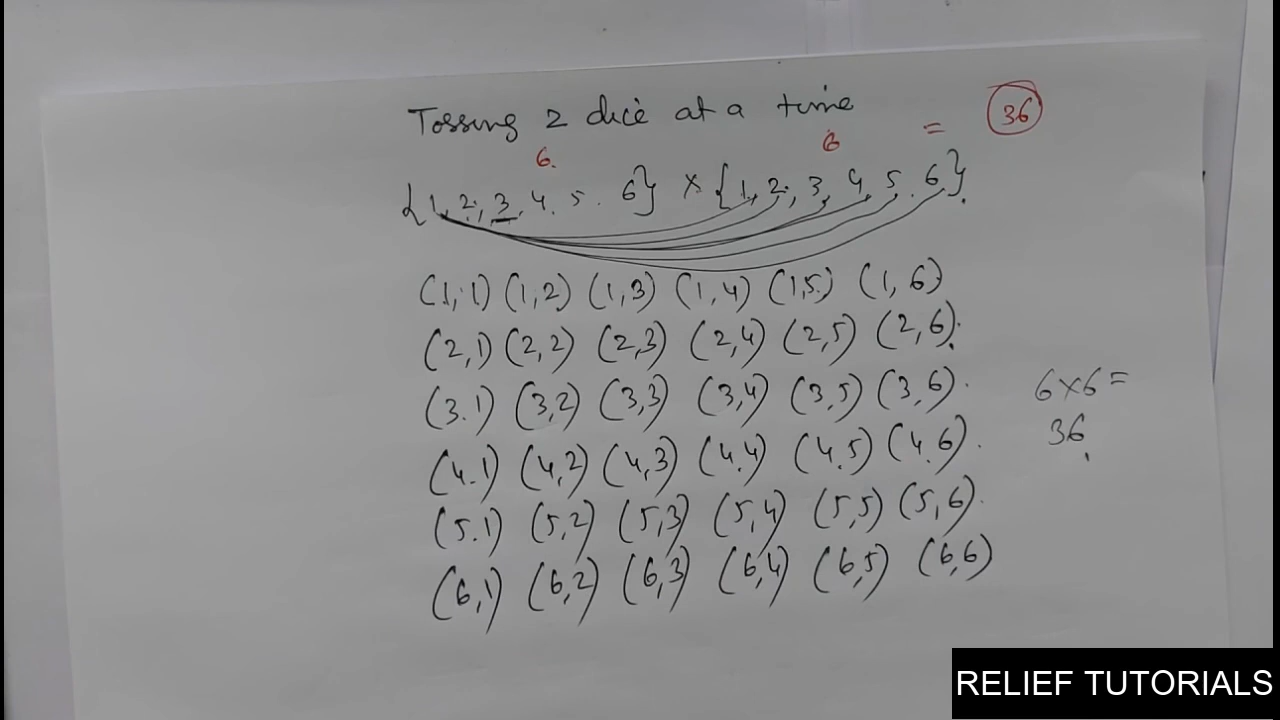 Tossing 2 dice at a time = 36
6. 6
{1, 2, 3, 4. 5. 6} × {1, 2, 3, 4, 5. 6}.
(1,1) (1,2) (1,3) (1,4) (1,5) (1,6)
(2,1) (2,2) (2,3) (2,4) (2,5) (2,6).
(3.1) (3,2) (3,3) (3,4) (3,5) (3,6).
6×6=
36
(4.1) (4,2) (4,3) (4.4) (4.5) (4.6).
(5.1) (5,2) (5,3) (5,4) (5,5) (5,6).
(6,1) (6,2) (6,3) (6,4) (6,5) (6,6)
RELIEF TUTORIALS